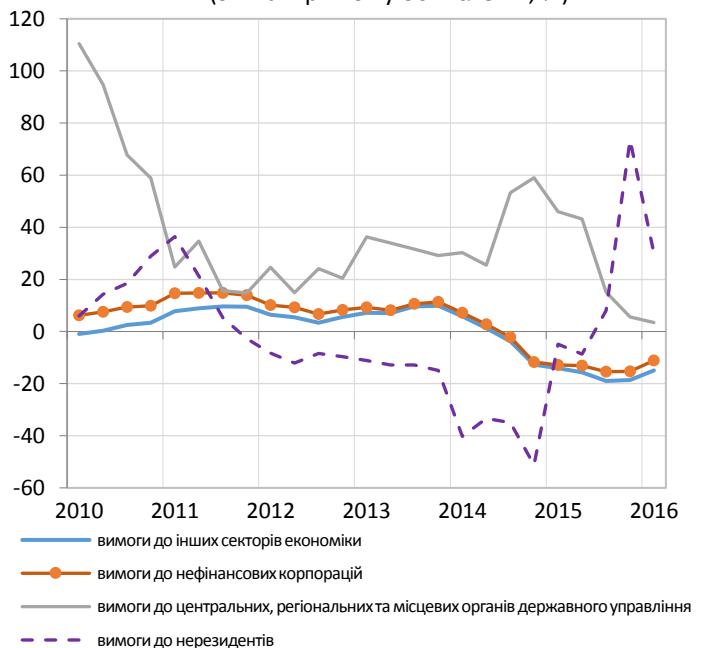 120
100
80
60
40
20
0
-20
-40
-60
2010 2011 2012 2013 2014 2015 2016
вимоги до інших секторів економіки
вимоги до нефінансових корпорацій
вимоги до центральних, регіональних та місцевих органів державного управління
вимоги до нерезидентів